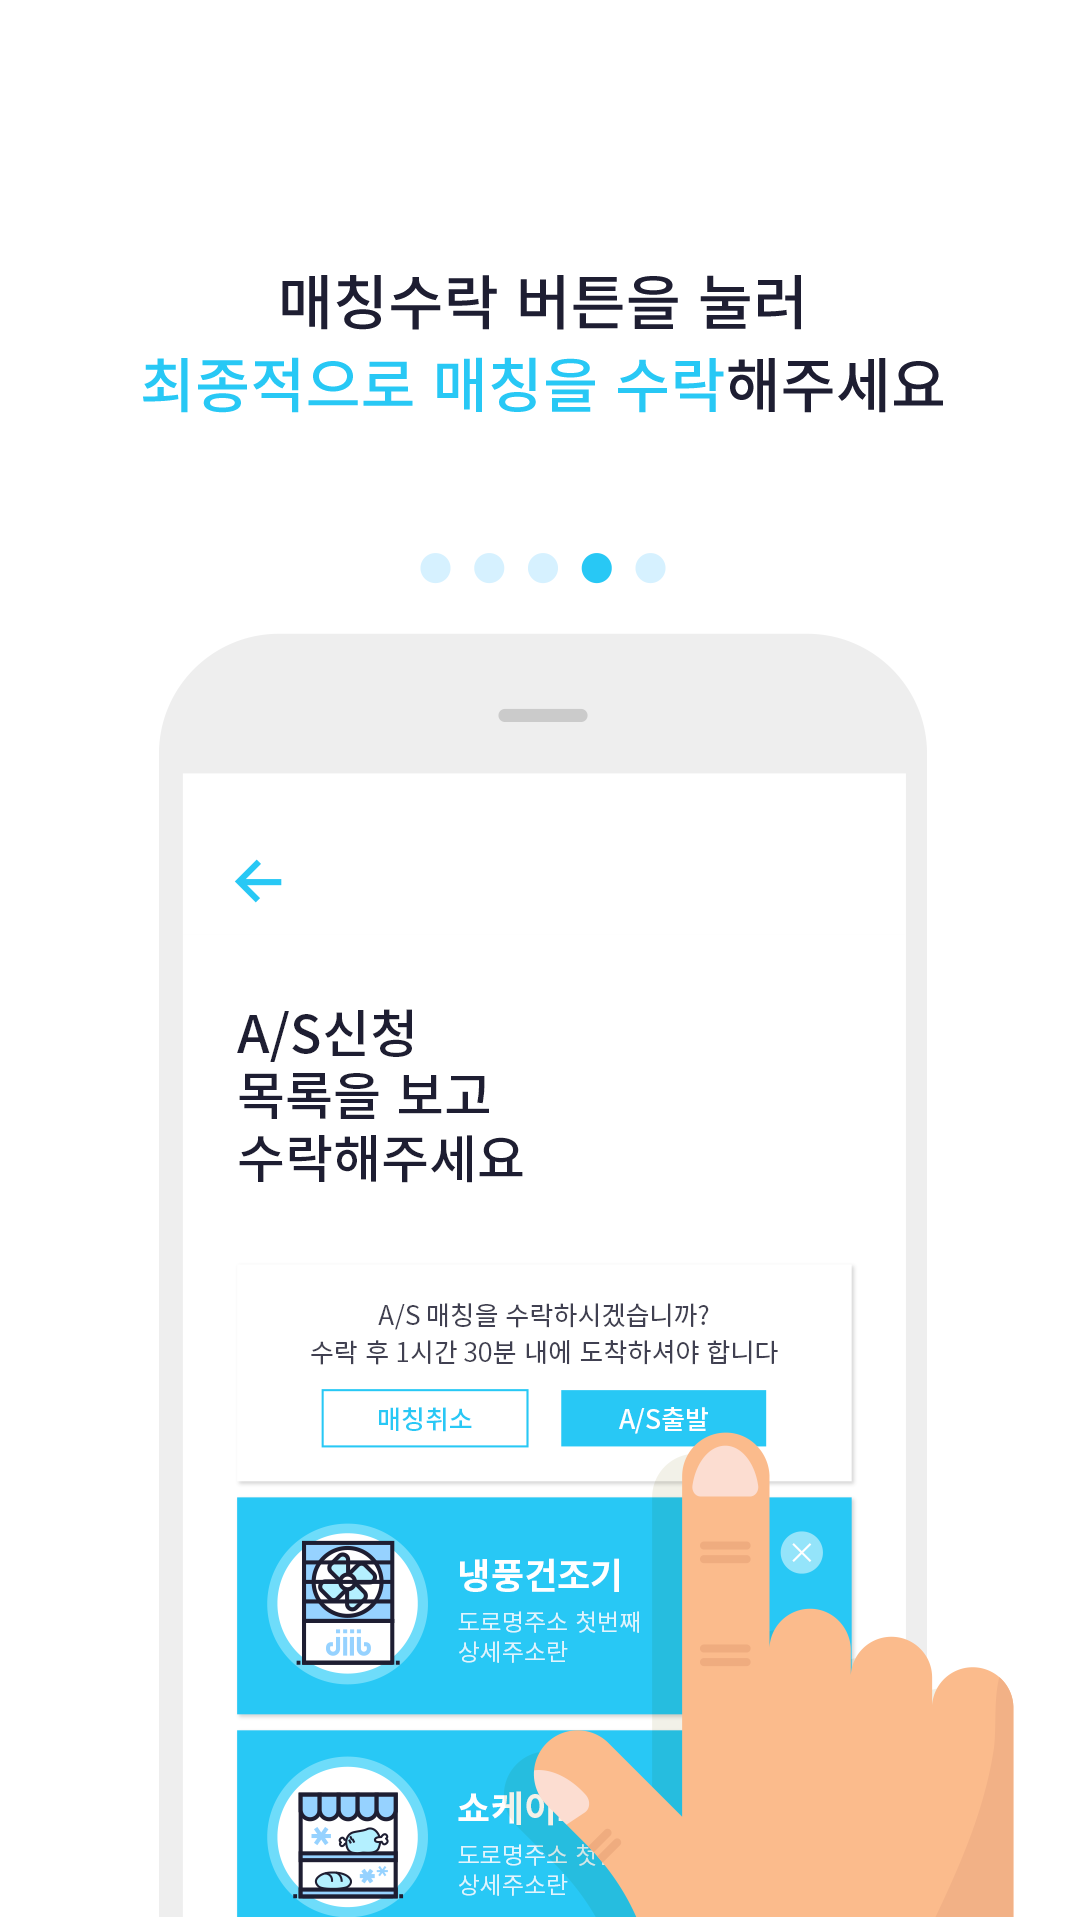 매칭수락 버튼을 눌러
최종적으로 매칭을 수락해주세요
A/S신청
목록을 보고
수락해주세요
A/S 매칭을 수락하시겠습니까?
수락 후 1시간 30분 내에 도착하셔야 합니다
매칭취소
A/S출발
냉풍건조기
도로명주소 첫번째
상세주소란
쇼케이
도로명주소 첫
상세주소란